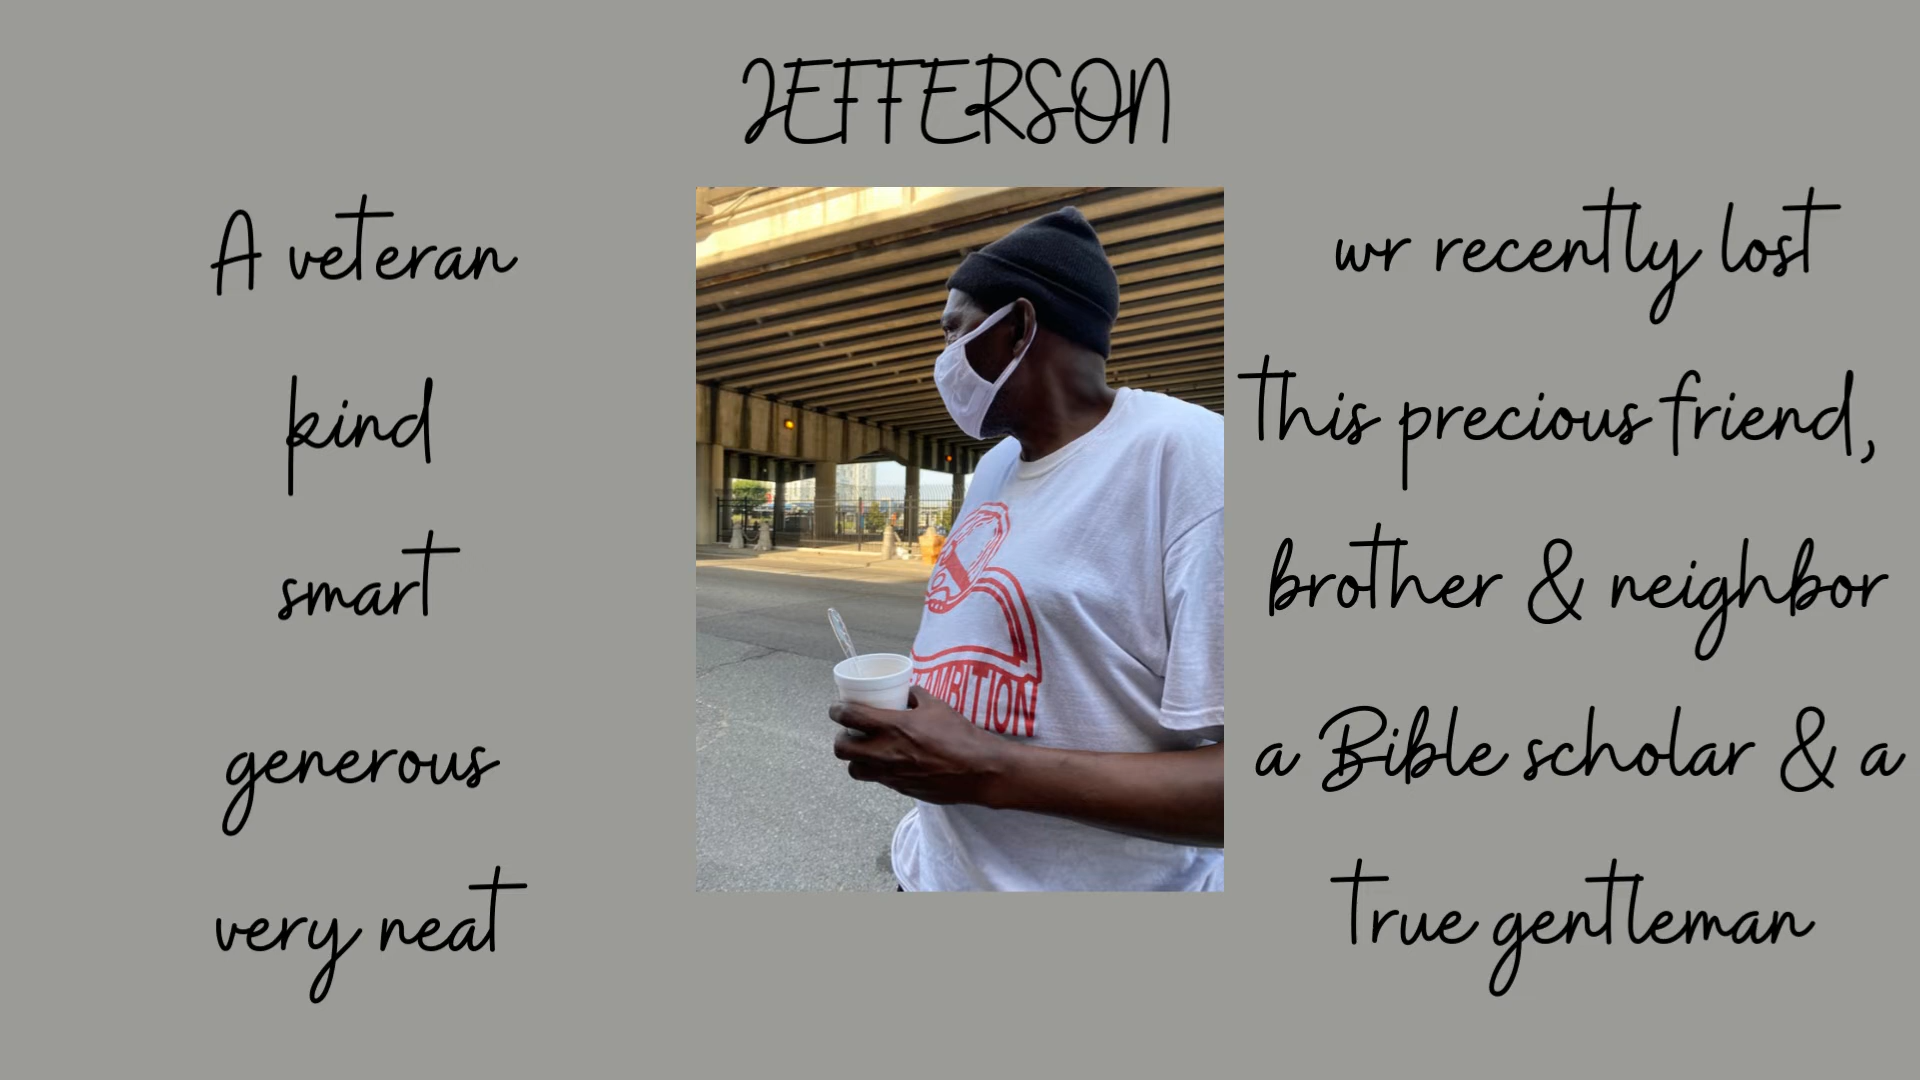 JEFFERSON
A veteran
kind
smart
generous
very neat
AMBITION
wr recently lost
this precious friend,
brother & neighbor
a Bible scholar & a
true gentleman